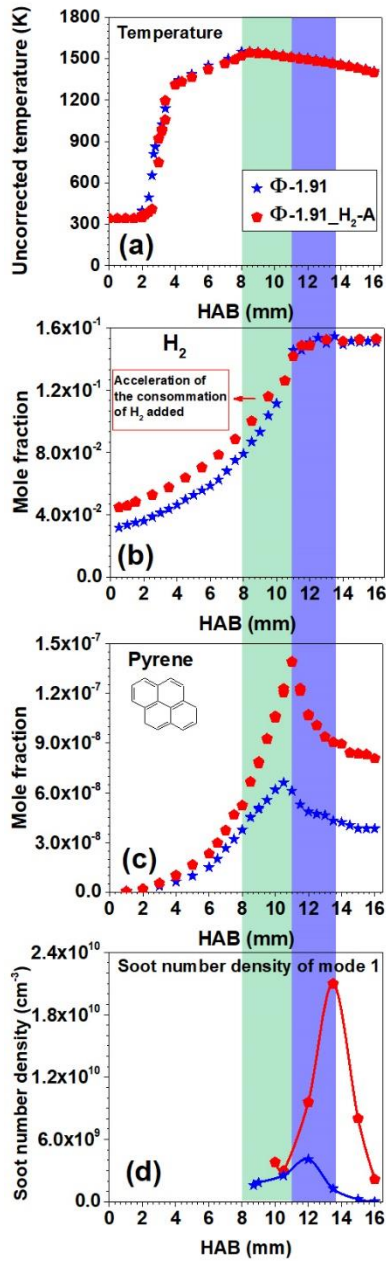 1800
1500
1200
900
600
300
0
Uncorrected temperature (K)
Temperature
Φ-1.91
Φ-1.91_H₂-A
(a)
0 2 4 6 8 10 12 14 16
HAB (mm)
1.6x10⁻¹
1.2x10⁻¹
8.0x10⁻²
4.0x10⁻²
0.0
Mole fraction
H₂
Acceleration of
the consommation
of H₂ added
(b)
0 2 4 6 8 10 12 14 16
HAB (mm)
1.5x10⁻⁷
1.2x10⁻⁷
9.0x10⁻⁸
6.0x10⁻⁸
3.0x10⁻⁸
0.0
Mole fraction
Pyrene
(c)
0 2 4 6 8 10 12 14 16
HAB (mm)
2.4x10¹⁰
1.8x10¹⁰
1.2x10¹⁰
6.0x10⁹
0.0
Soot number density (cm⁻³)
Soot number density of mode 1
(d)
0 2 4 6 8 10 12 14 16
HAB (mm)